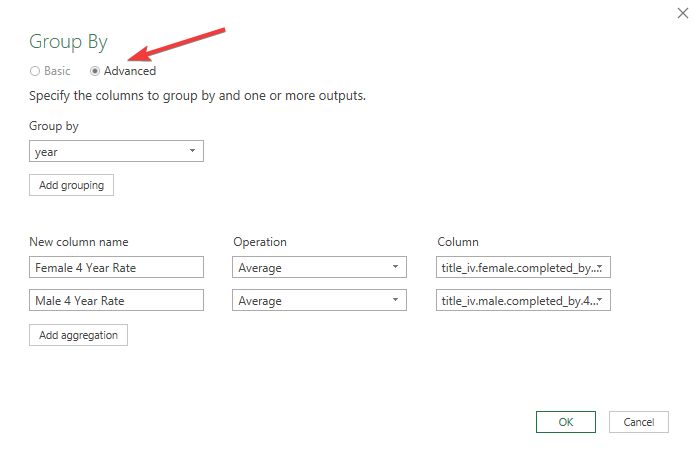 Group By
Basic Advanced
Specify the columns to group by and one or more outputs.
Group by
year
Add grouping
New column name Operation Column
Female 4 Year Rate Average title_iv.female.completed_by...
Male 4 Year Rate Average title_iv.male.completed_by.4...
Add aggregation
OK Cancel